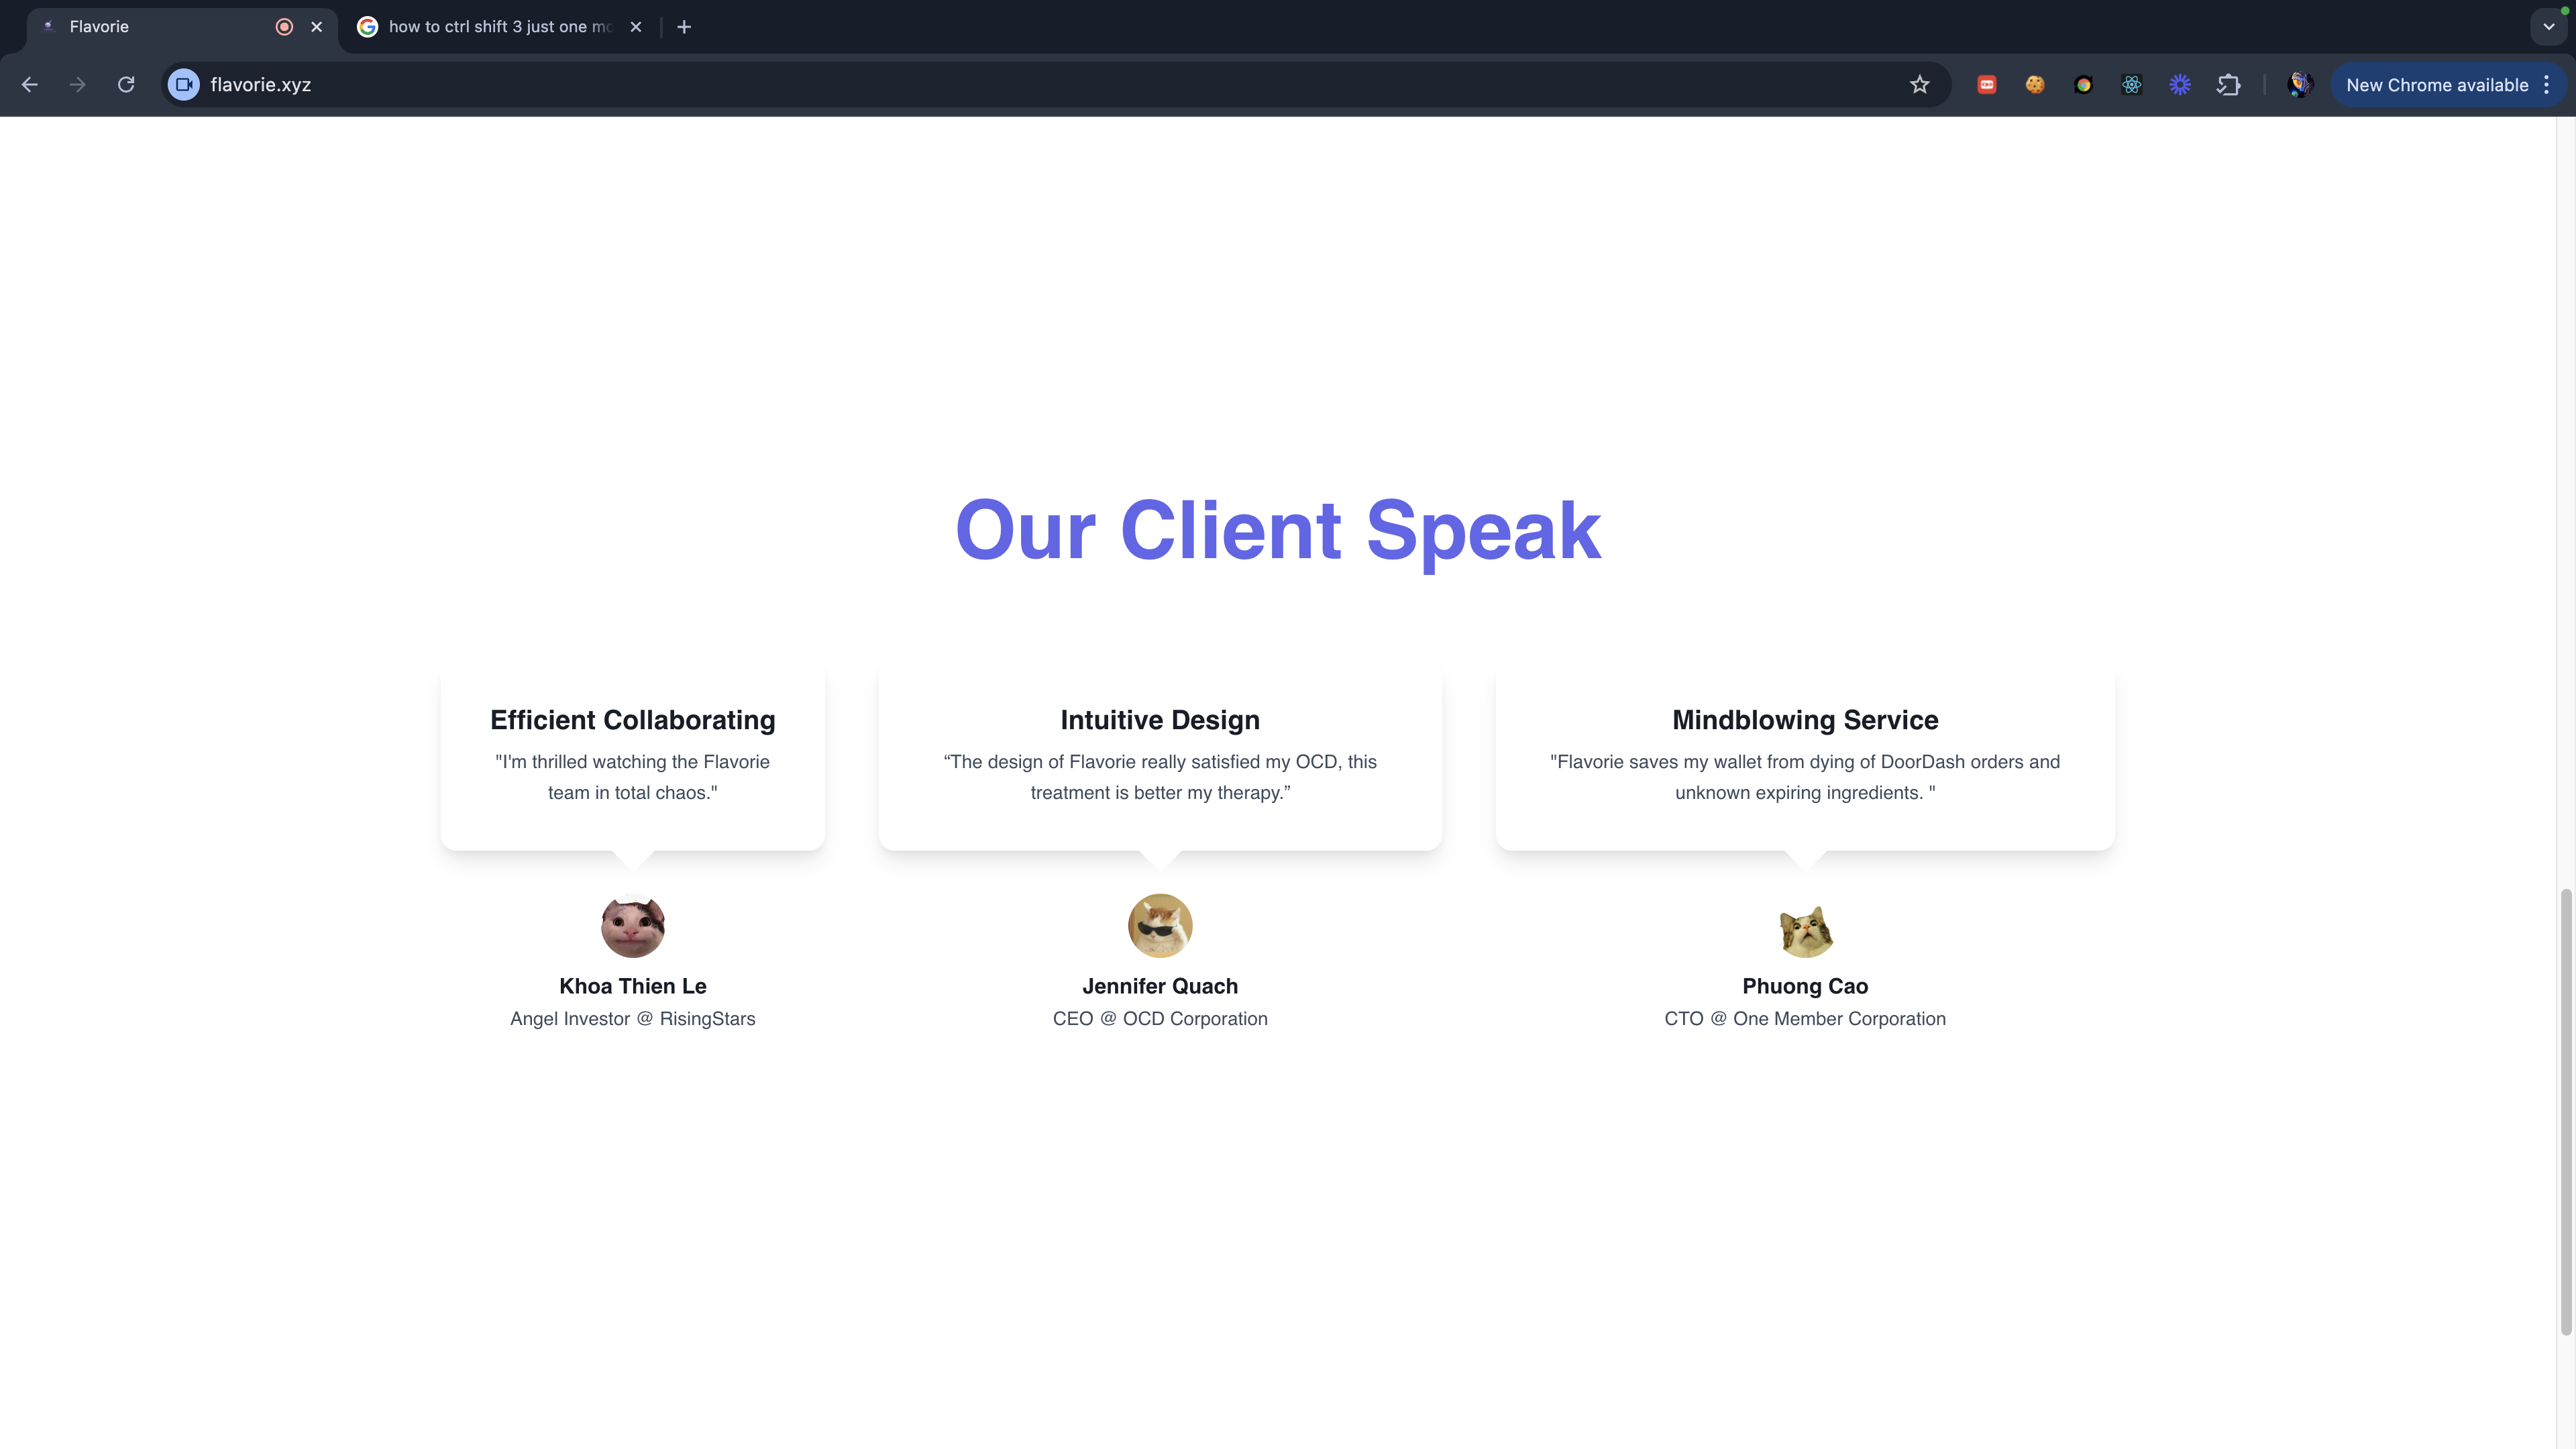 Flavorie
how to ctrl shift 3 just one mo
flavorie.xyz
New Chrome available
Our Client Speak
Efficient Collaborating
"I'm thrilled watching the Flavorie
team in total chaos."
Intuitive Design
“The design of Flavorie really satisfied my OCD, this
treatment is better my therapy.”
Mindblowing Service
"Flavorie saves my wallet from dying of DoorDash orders and
unknown expiring ingredients. "
Khoa Thien Le
Angel Investor @ RisingStars
Jennifer Quach
CEO @ OCD Corporation
Phuong Cao
CTO @ One Member Corporation